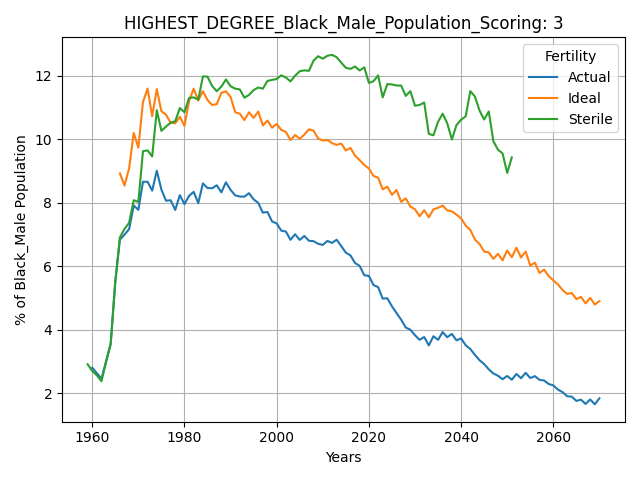 HIGHEST_DEGREE_Black_Male_Population_Scoring: 3
Fertility
Actual
Ideal
Sterile
% of Black_Male Population
12
10
8
6
4
2
1960
1980
2000
2020
2040
2060
Years